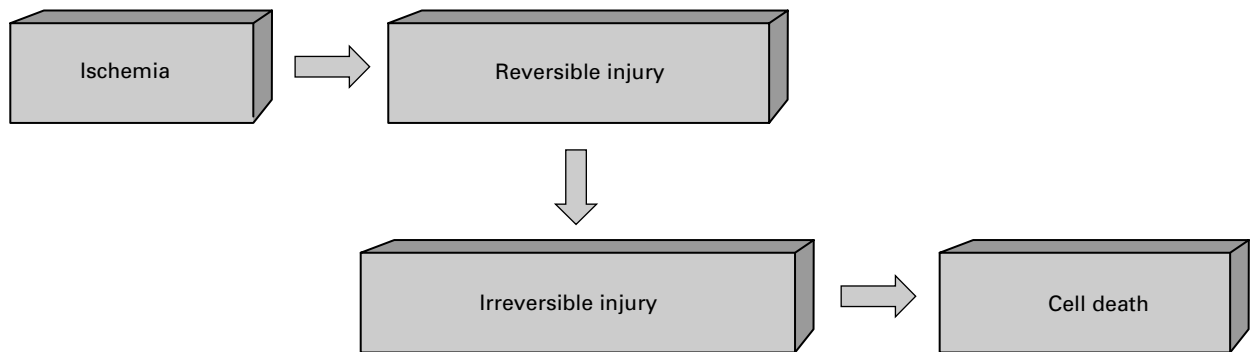 Ischemia
Reversible injury
Irreversible injury
Cell death